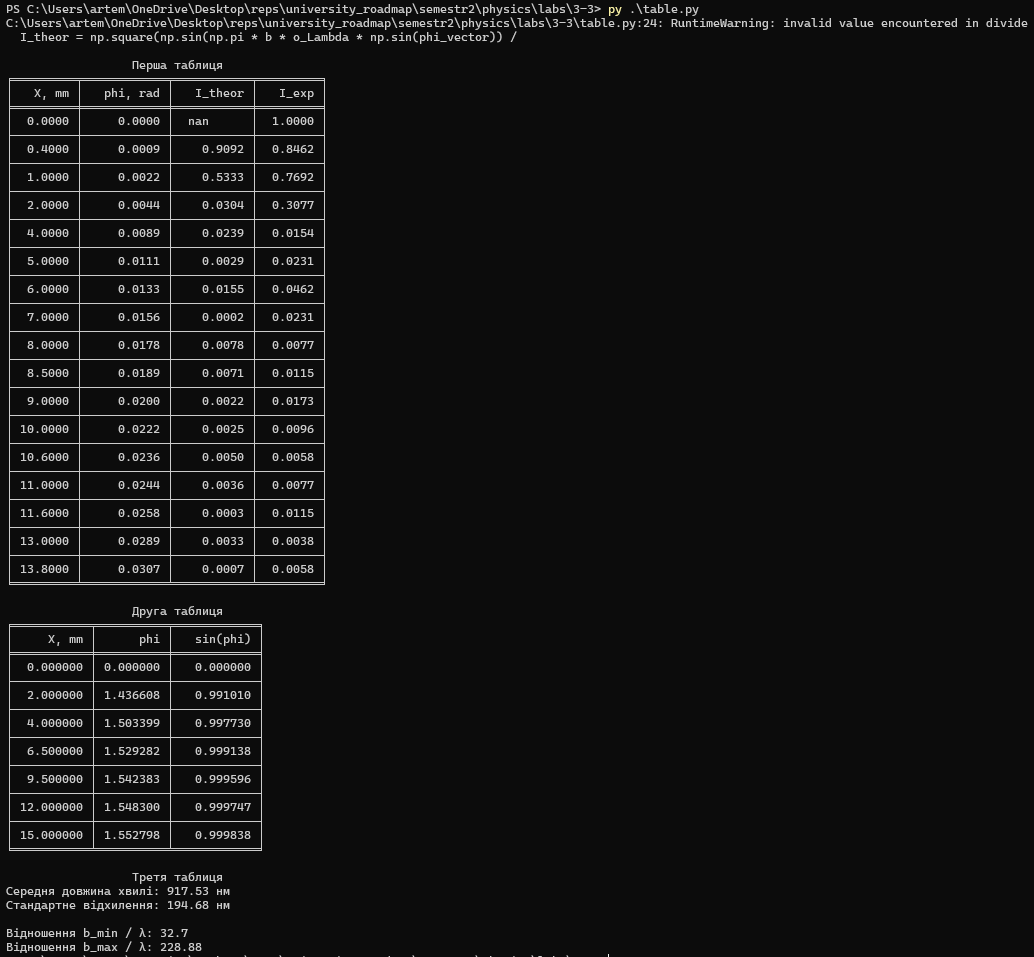 PS C:\Users\artem\OneDrive\Desktop\reps\university_roadmap\semestr2\physics\labs\3-3> py .\table.py
C:\Users\artem\OneDrive\Desktop\reps\university_roadmap\semestr2\physics\labs\3-3\table.py:24: RuntimeWarning: invalid value encountered in divide
I_theor = np.square(np.sin(np.pi * b * o_Lambda * np.sin(phi_vector)) /
Перша таблиця
X, mm phi, rad I_theor I_exp
0.0000 0.0000 nan 1.0000
0.4000 0.0009 0.9092 0.8462
1.0000 0.0022 0.5333 0.7692
2.0000 0.0044 0.0304 0.3077
4.0000 0.0089 0.0239 0.0154
5.0000 0.0111 0.0029 0.0231
6.0000 0.0133 0.0155 0.0462
7.0000 0.0156 0.0002 0.0231
8.0000 0.0178 0.0078 0.0077
8.5000 0.0189 0.0071 0.0115
9.0000 0.0200 0.0022 0.0173
10.0000 0.0222 0.0025 0.0096
10.6000 0.0236 0.0050 0.0058
11.0000 0.0244 0.0036 0.0077
11.6000 0.0258 0.0003 0.0115
13.0000 0.0289 0.0033 0.0038
13.8000 0.0307 0.0007 0.0058
Друга таблиця
X, mm phi sin(phi)
0.000000 0.000000 0.000000
2.000000 1.436608 0.991010
4.000000 1.503399 0.997730
6.500000 1.529282 0.999138
9.500000 1.542383 0.999596
12.000000 1.548300 0.999747
15.000000 1.552798 0.999838
Третя таблиця
Середня довжина хвилі: 917.53 нм
Стандартне відхилення: 194.68 нм
Відношення b_min / λ: 32.7
Відношення b_max / λ: 228.88